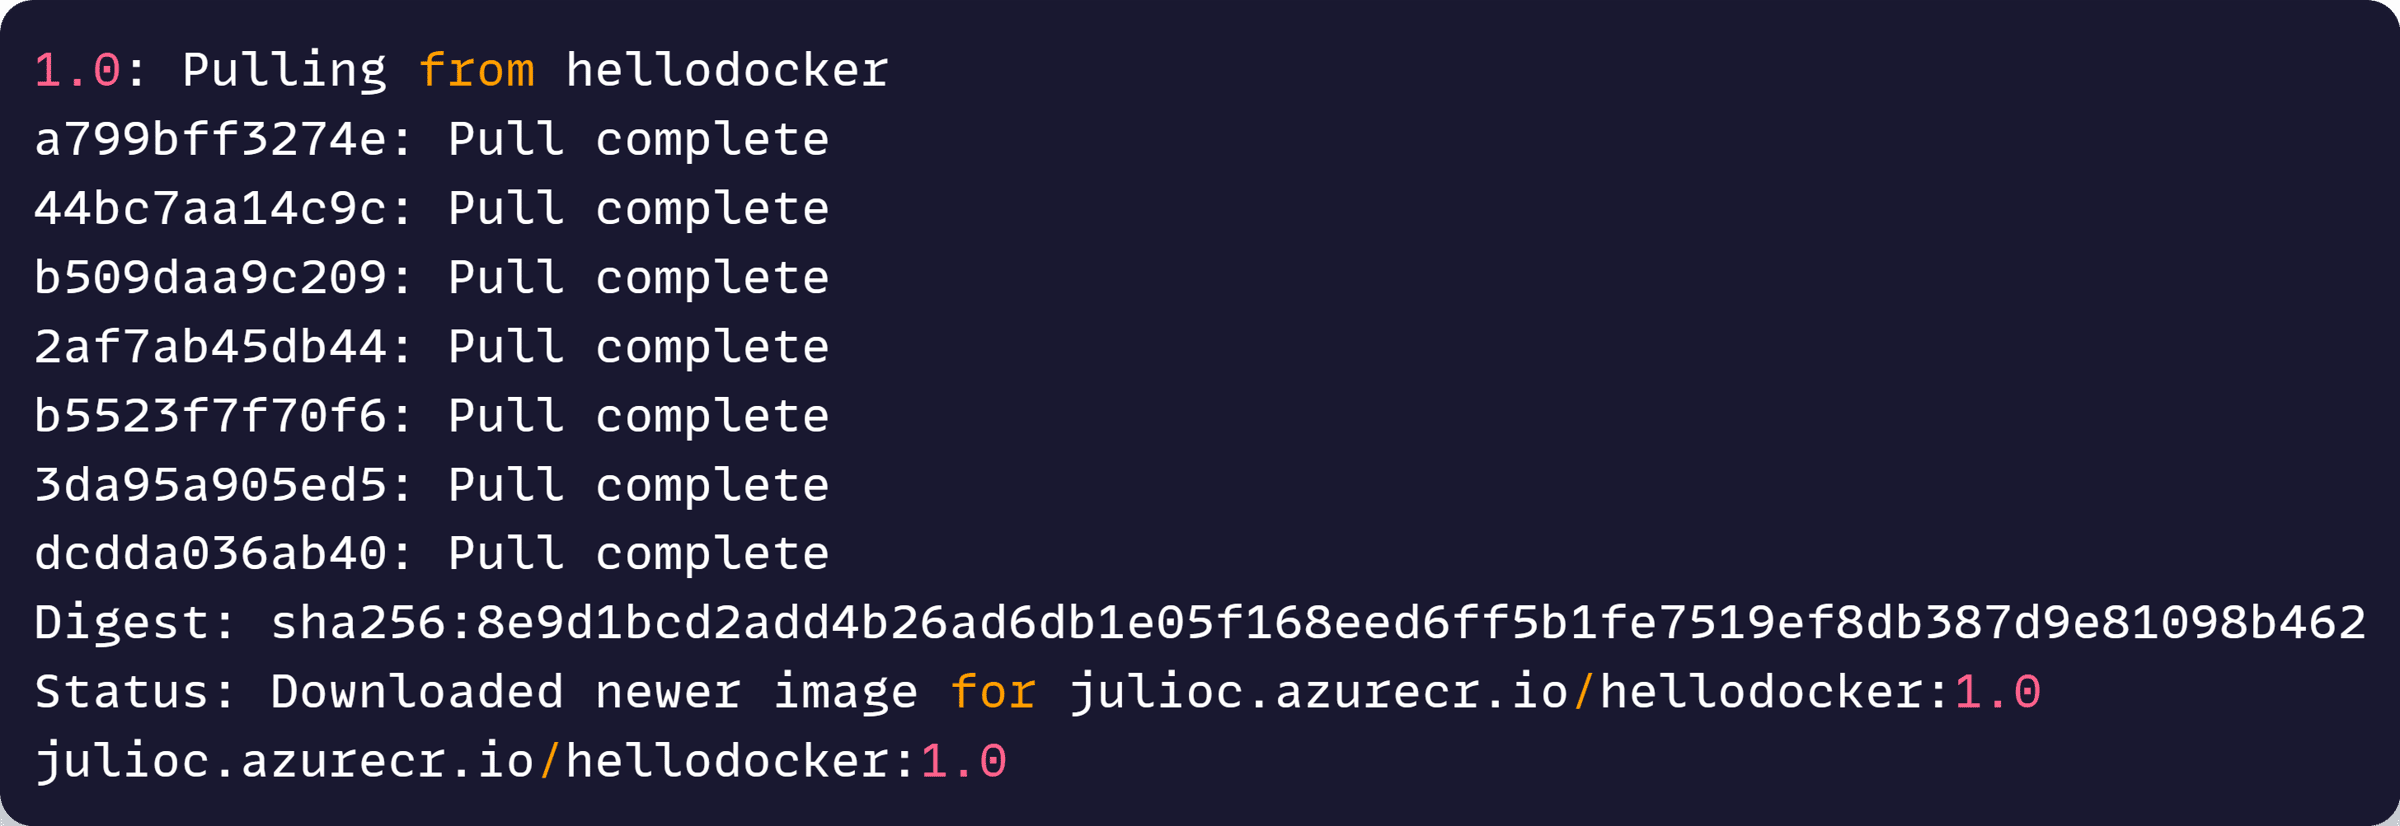 1.0: Pulling from hellodocker
a799bff3274e: Pull complete
44bc7aa14c9c: Pull complete
b509daa9c209: Pull complete
2af7ab45db44: Pull complete
b5523f7f70f6: Pull complete
3da95a905ed5: Pull complete
dcdda036ab40: Pull complete
Digest: sha256:8e9d1bcd2add4b26ad6db1e05f168eed6ff5b1fe7519ef8db387d9e81098b462
Status: Downloaded newer image for julioc.azurecr.io/hellodocker:1.0
julioc.azurecr.io/hellodocker:1.0